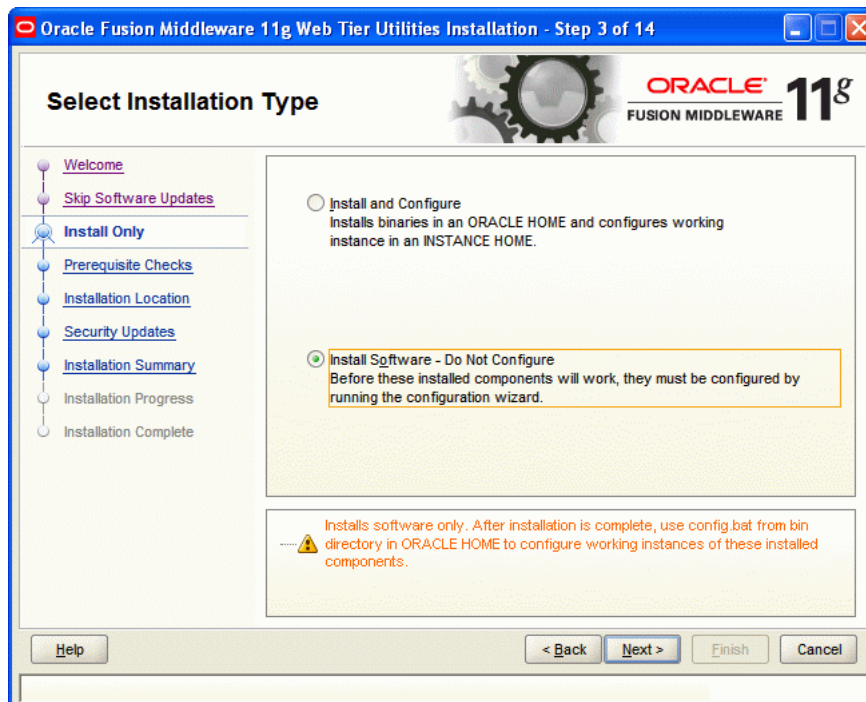 Oracle Fusion Middleware 11g Web Tier Utilities Installation - Step 3 of 14
Select Installation Type
ORACLE
FUSION MIDDLEWARE
11g
Welcome
Skip Software Updates
Install Only
Prerequisite Checks
Installation Location
Security Updates
Installation Summary
Installation Progress
Installation Complete
Install and Configure
Installs binaries in an ORACLE HOME and configures working
instance in an INSTANCE HOME.
Install Software - Do Not Configure
Before these installed components will work, they must be configured by
running the configuration wizard.
Installs software only. After installation is complete, use config.bat from bin
directory in ORACLE HOME to configure working instances of these installed
components.
Help
< Back
Next >
Finish
Cancel